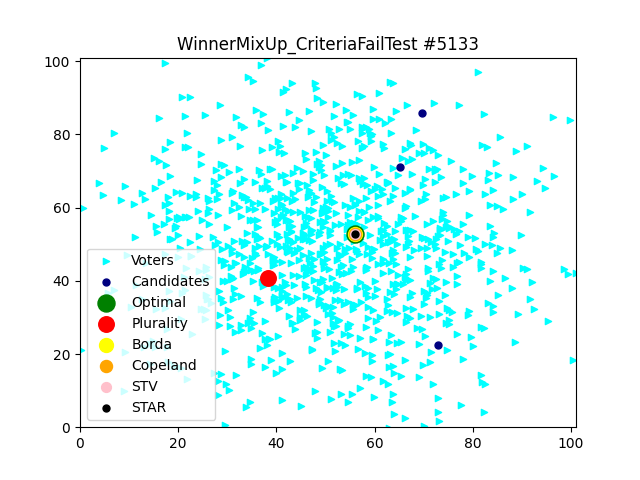 WinnerMixUp_CriteriaFailTest #5133
100
80
60
40
20
0
Voters
Candidates
Optimal
Plurality
Borda
Copeland
STV
STAR
0 20 40 60 80 100